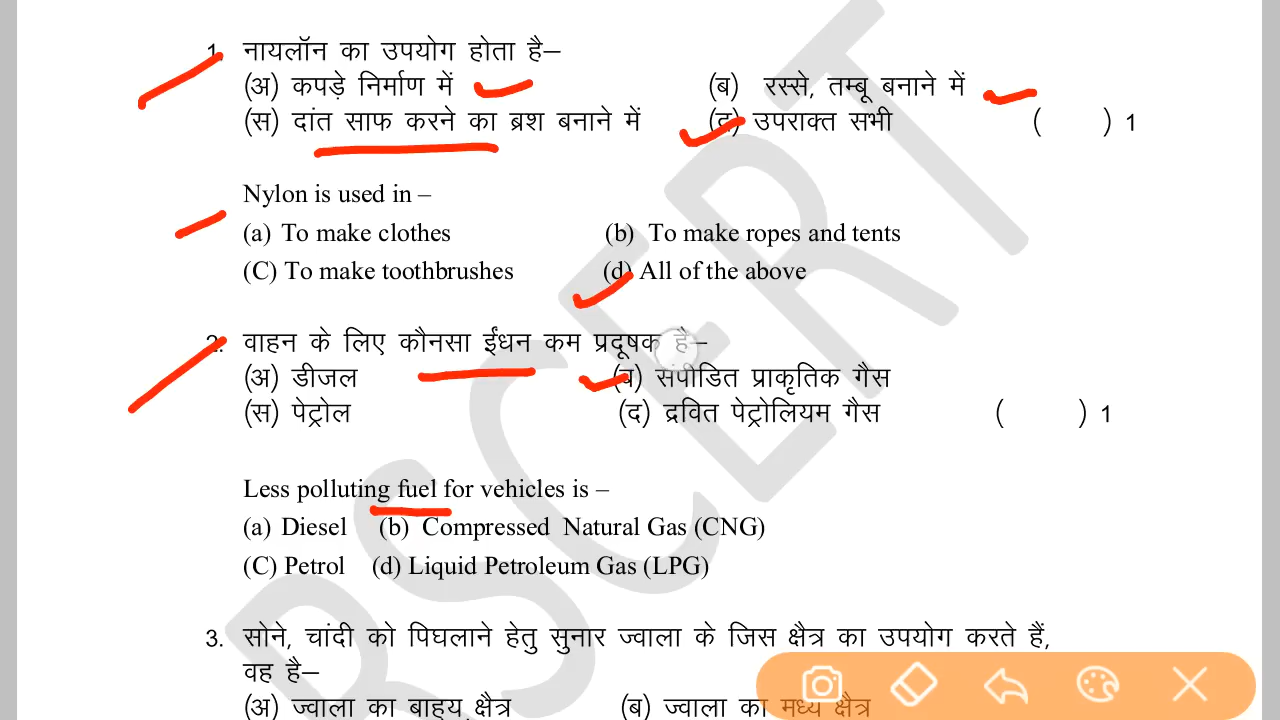 1. नायलॉन का उपयोग होता है–
(अ) कपड़े निर्माण में (ब) रस्से, तम्बू बनाने में
(स) दांत साफ करने का ब्रश बनाने में (द) उपराक्त सभी ( ) 1
Nylon is used in –
(a) To make clothes (b) To make ropes and tents
(C) To make toothbrushes (d) All of the above
2. वाहन के लिए कौनसा ईंधन कम प्रदूषक है–
(अ) डीजल (ब) संपीडित प्राकृतिक गैस
(स) पेट्रोल (द) द्रवित पेट्रोलियम गैस ( ) 1
Less polluting fuel for vehicles is –
(a) Diesel (b) Compressed Natural Gas (CNG)
(C) Petrol (d) Liquid Petroleum Gas (LPG)
3. सोने, चांदी को पिघलाने हेतु सुनार ज्वाला के जिस क्षैत्र का उपयोग करते हैं,
वह है–
(अ) ज्वाला का बाह्य क्षैत्र (ब) ज्वाला का मध्य क्षैत्र
RSCERT